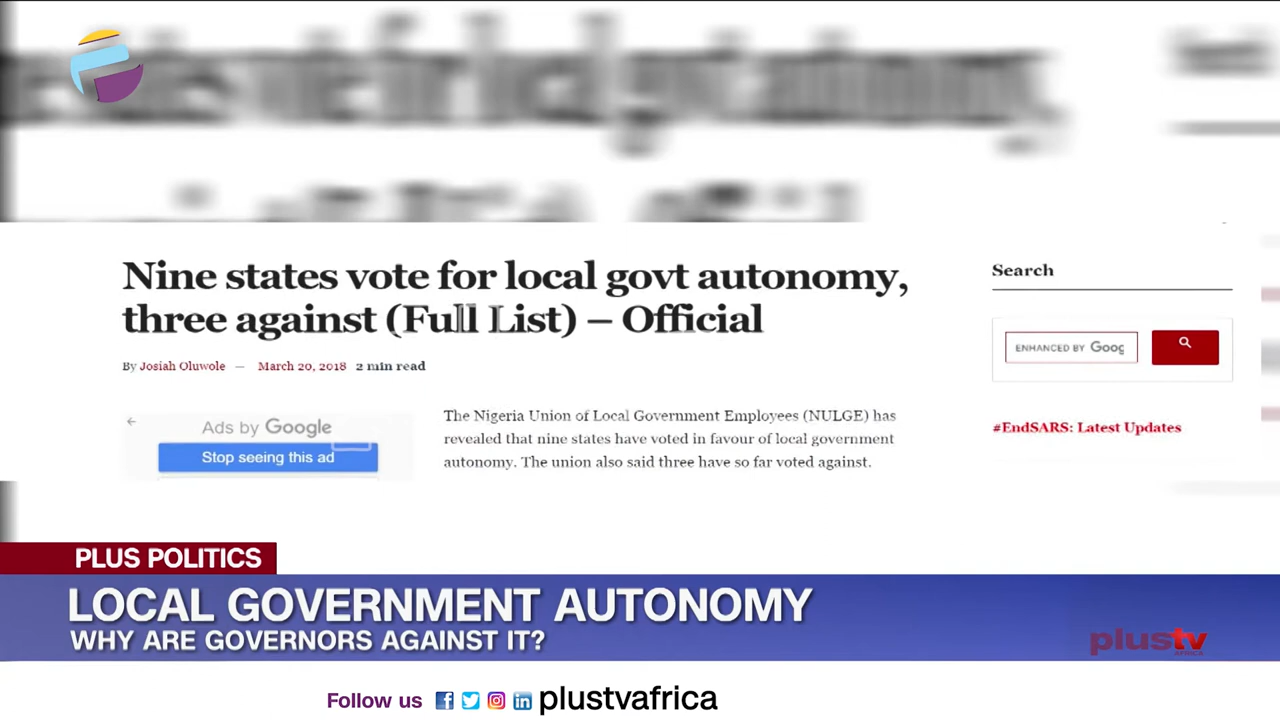 Nine states vote for local govt autonomy,
three against (Full List) – Official
Search
By Josiah Oluwole — March 20, 2018 2 min read
ENHANCED BY Goog
Ads by Google
Stop seeing this ad
The Nigeria Union of Local Government Employees (NULGE) has
revealed that nine states have voted in favour of local government
autonomy. The union also said three have so far voted against.
#EndSARS: Latest Updates
PLUS POLITICS
LOCAL GOVERNMENT AUTONOMY
WHY ARE GOVERNORS AGAINST IT?
plustv
AFRICA
Follow us plustvafrica